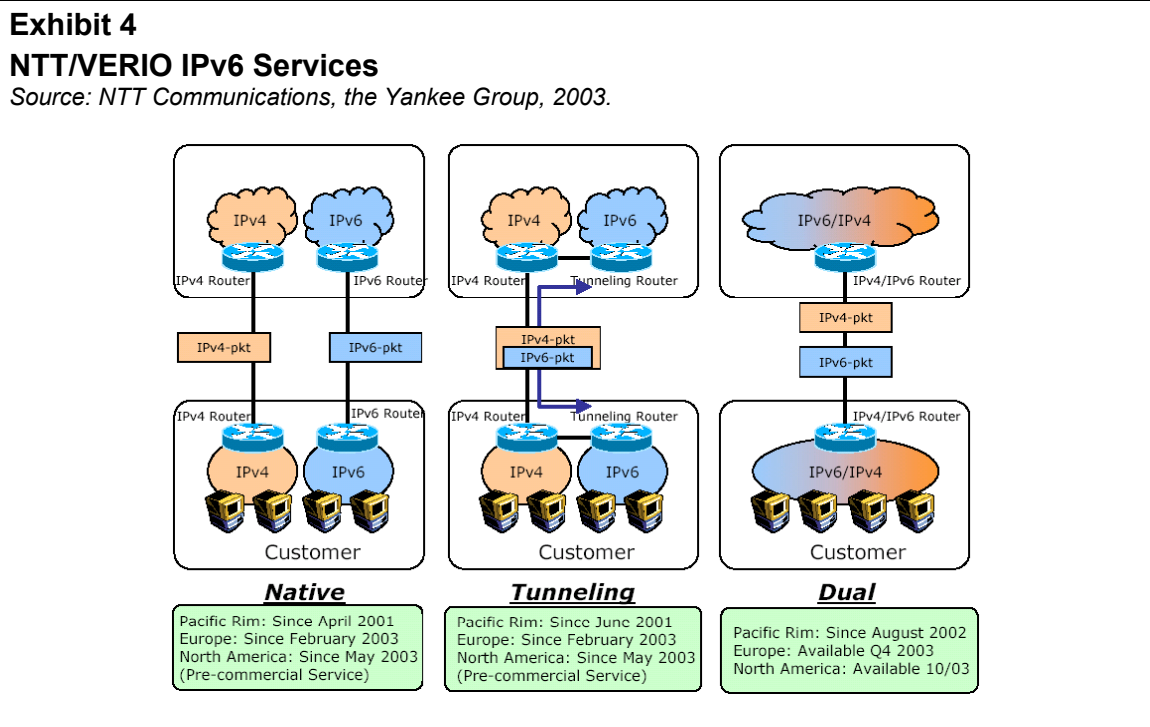 Exhibit 4
NTT/VERIO IPv6 Services
Source: NTT Communications, the Yankee Group, 2003.
IPv4
IPv6
IPv4 Router
IPv6 Router
IPv4-pkt
IPv6-pkt
IPv4 Router
IPv6 Router
IPv4
IPv6
Customer
Native
Pacific Rim: Since April 2001
Europe: Since February 2003
North America: Since May 2003
(Pre-commercial Service)
IPv4
IPv6
IPv4 Router
Tunneling Router
IPv4-pkt
IPv6-pkt
IPv4 Router
Tunneling Router
IPv4
IPv6
Customer
Tunneling
Pacific Rim: Since June 2001
Europe: Since February 2003
North America: Since May 2003
(Pre-commercial Service)
IPv6/IPv4
IPv4/IPv6 Router
IPv4-pkt
IPv6-pkt
IPv4/IPv6 Router
IPv6/IPv4
Customer
Dual
Pacific Rim: Since August 2002
Europe: Available Q4 2003
North America: Available 10/03